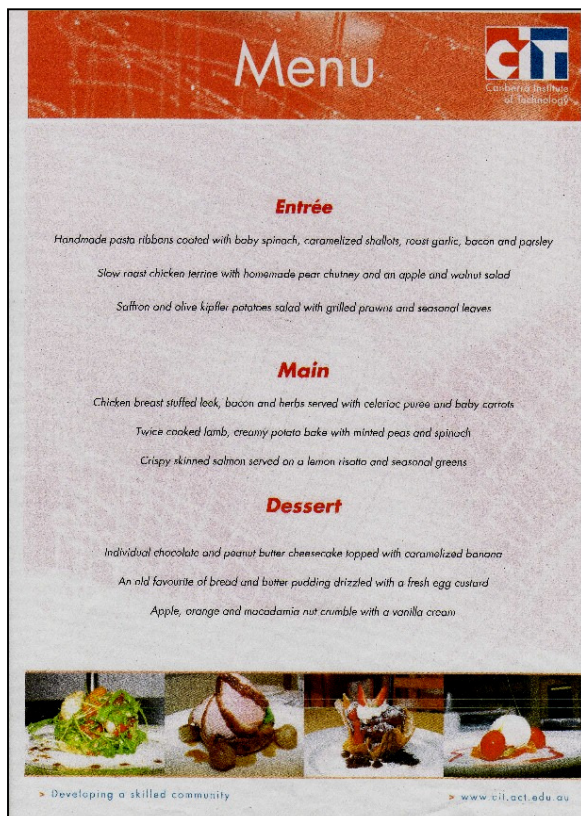 Menu
CIT
Canberra Institute
of Technology
Entrée
Handmade pasta ribbons coated with baby spinach, caramelized shallots, roast garlic, bacon and parsley
Slow roast chicken terrine with homemade pear chutney and an apple and walnut salad
Saffron and olive kipfler potatoes salad with grilled prawns and seasonal leaves
Main
Chicken breast stuffed leek, bacon and herbs served with celeriac puree and baby carrots
Twice cooked lamb, creamy potato bake with minted peas and spinach
Crispy skinned salmon served on a lemon risotto and seasonal greens
Dessert
Individual chocolate and peanut butter cheesecake topped with caramelized banana
An old favourite of bread and butter pudding drizzled with a fresh egg custard
Apple, orange and macadamia nut crumble with a vanilla cream
> Developing a skilled community
> www.cit.act.edu.au